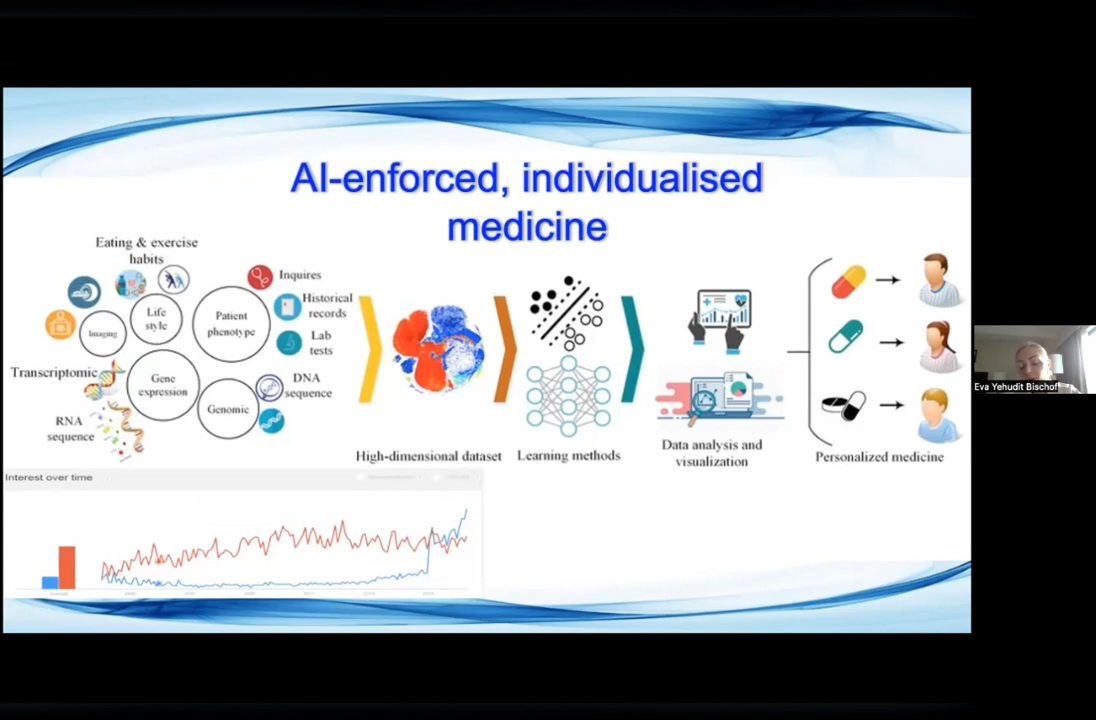 AI-enforced, individualised
medicine
Eating & exercise
habits
Life
style
Imaging
Patient
phenotype
Inquires
Historical
records
Lab
tests
Transcriptomic
Gene
expression
Genomic
DNA
sequence
RNA
sequence
High-dimensional dataset
Learning methods
Data analysis and
visualization
Personalized medicine
Interest over time
Eva Yehudit Bischof